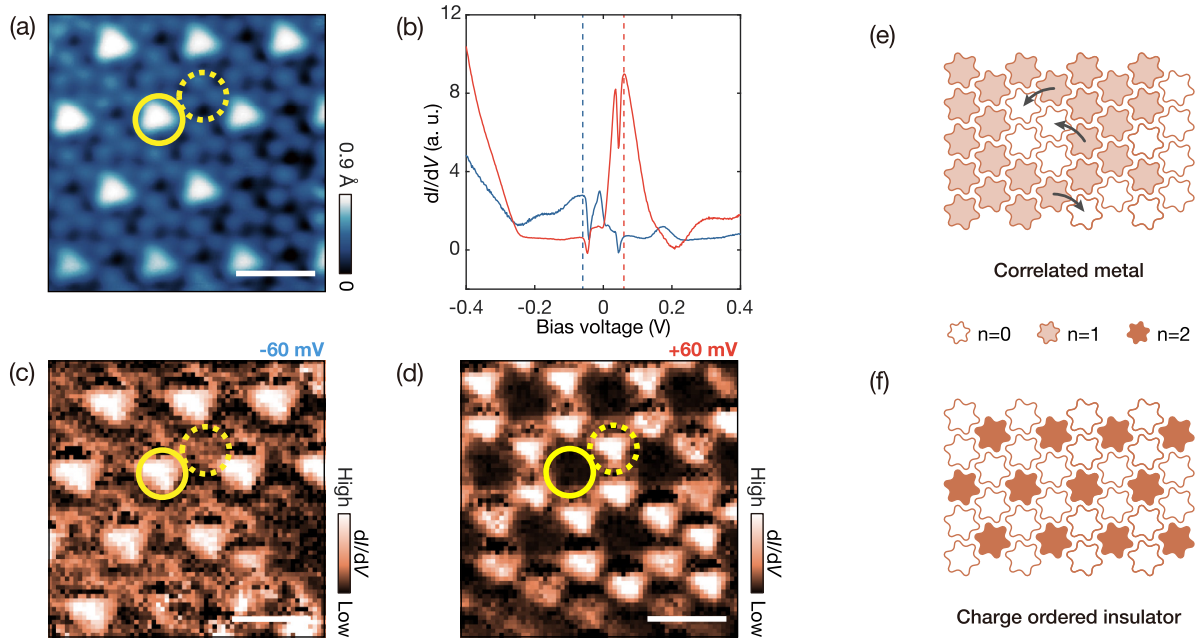 (a)
0.9 Å
0
(b)
12
8
4
0
dI/dV (a. u.)
-0.4
-0.2
0
0.2
0.4
Bias voltage (V)
(c)
-60 mV
High
dI/dV
Low
(d)
+60 mV
High
dI/dV
Low
(e)
Correlated metal
n=0
n=1
n=2
(f)
Charge ordered insulator